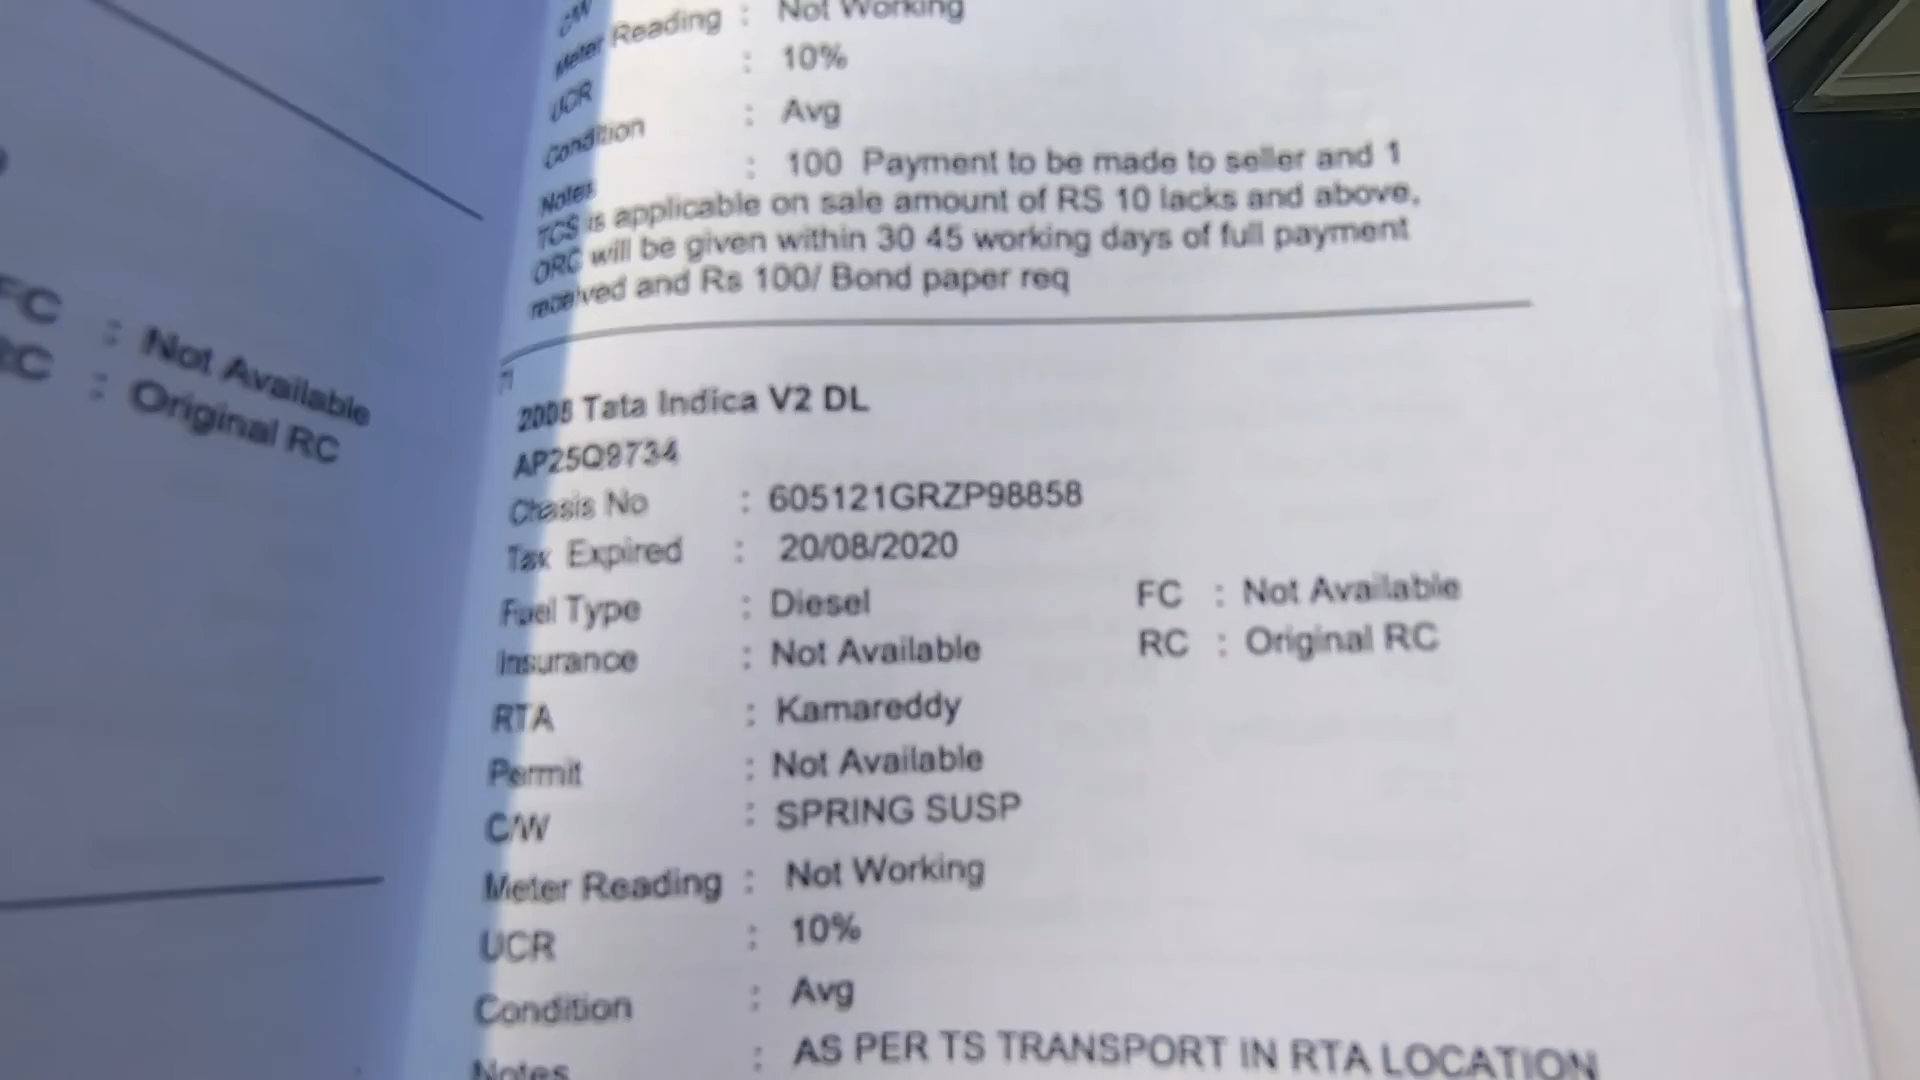 FC : Not Available
RC : Original RC
C/W
Meter Reading : Not Working
UCR : 10%
Condition : Avg
Notes : 100 Payment to be made to seller and 1
TCS is applicable on sale amount of RS 10 lacks and above,
ORC will be given within 30 45 working days of full payment
received and Rs 100/ Bond paper req
71
2008 Tata Indica V2 DL
AP25Q9734
Chasis No : 605121GRZP98858
Tax Expired : 20/08/2020
Fuel Type : Diesel FC : Not Available
Insurance : Not Available RC : Original RC
RTA : Kamareddy
Permit : Not Available
C/W : SPRING SUSP
Meter Reading : Not Working
UCR : 10%
Condition : Avg
Notes : AS PER TS TRANSPORT IN RTA LOCATION